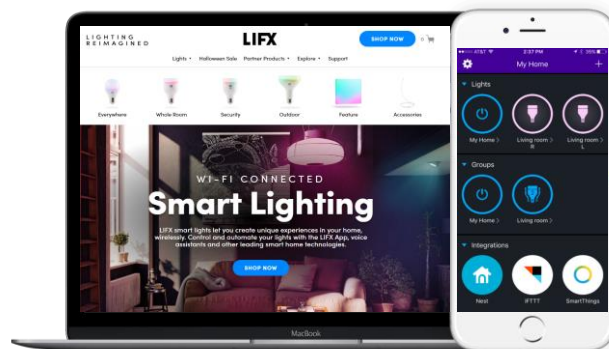 LIGHTING
REIMAGINED
LIFX
SHOP NOW
0
Lights
Halloween Sale
Partner Products
Explore
Support
Everywhere
Whole Room
Security
Outdoor
Feature
Accessories
WI-FI CONNECTED
Smart Lighting
LIFX smart lights let you create unique experiences in your home,
wirelessly. Control and automate your lights with the LIFX App, voice
assistants and other leading smart home technologies.
SHOP NOW
MacBook
AT&T
2:37 PM
35%
My Home
+
Lights
My Home >
Living room >
R
Living room >
L
Groups
My Home >
Living room >
Integrations
Nest
IFTTT
SmartThings